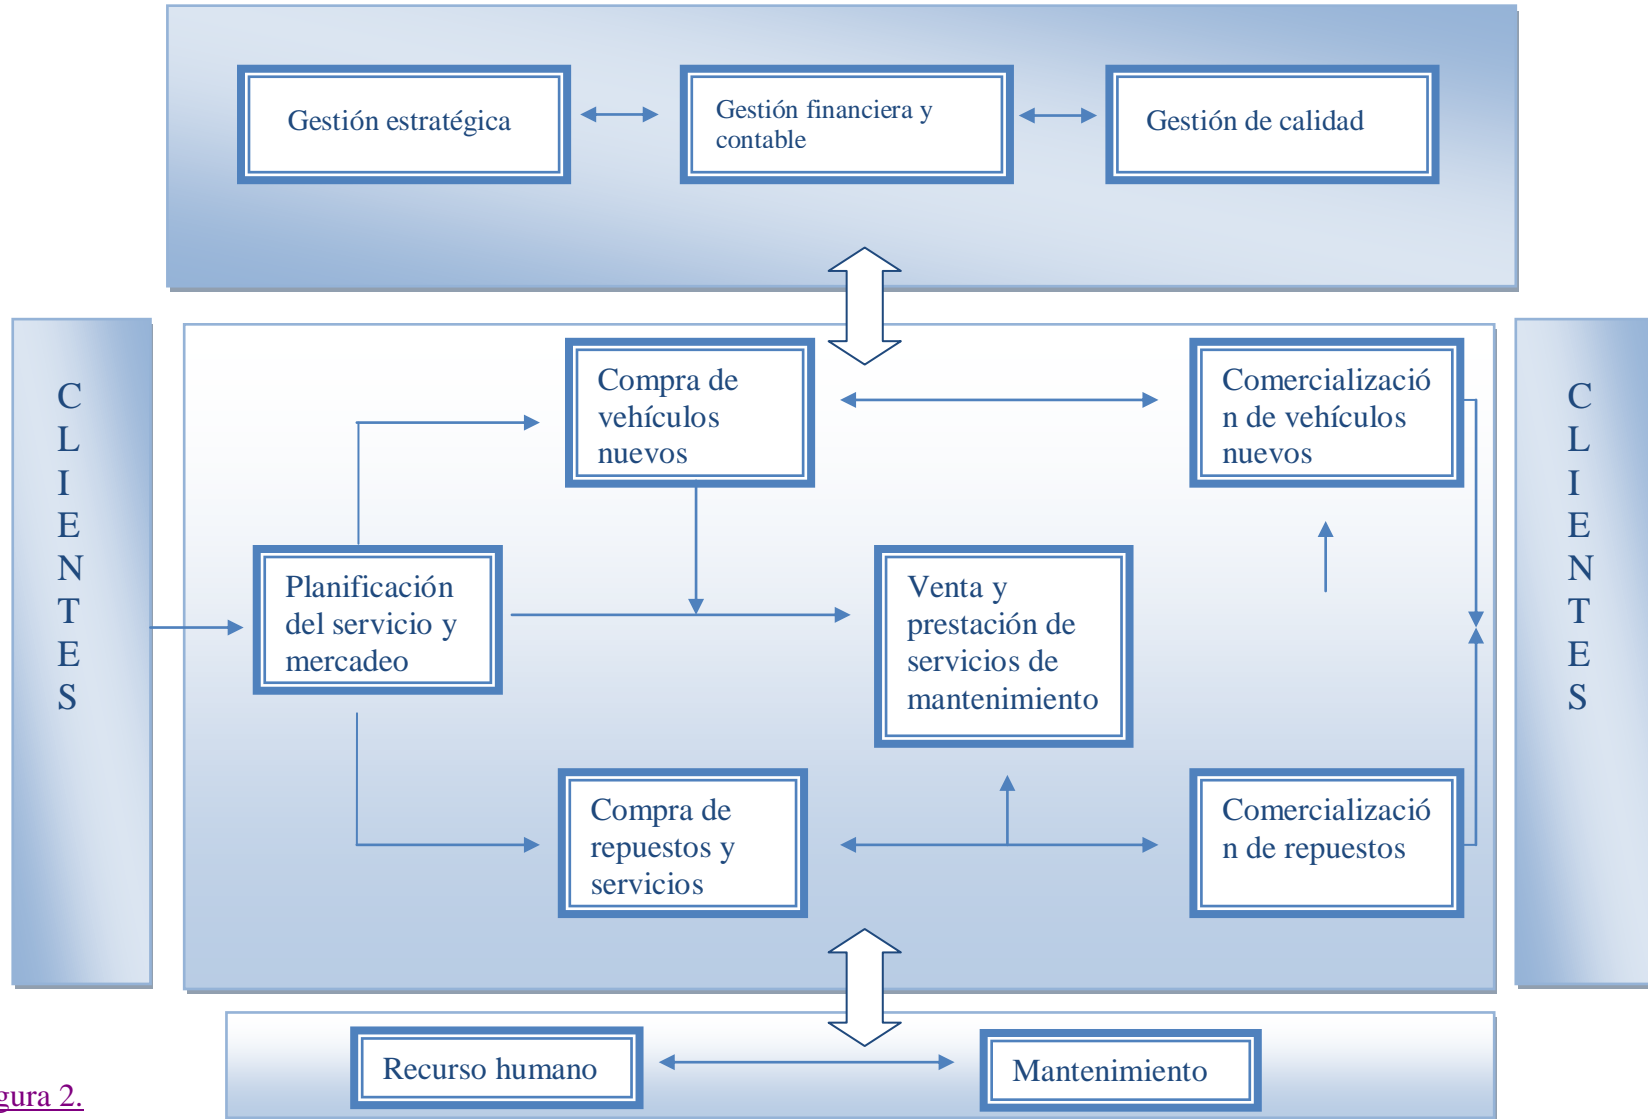 Gestión estratégica
Gestión financiera y
contable
Gestión de calidad
C
L
I
E
N
T
E
S
Compra de
vehículos
nuevos
Comercializació
n de vehículos
nuevos
Planificación
del servicio y
mercadeo
Venta y
prestación de
servicios de
mantenimiento
Compra de
repuestos y
servicios
Comercializació
n de repuestos
C
L
I
E
N
T
E
S
Recurso humano
Mantenimiento
gura 2.